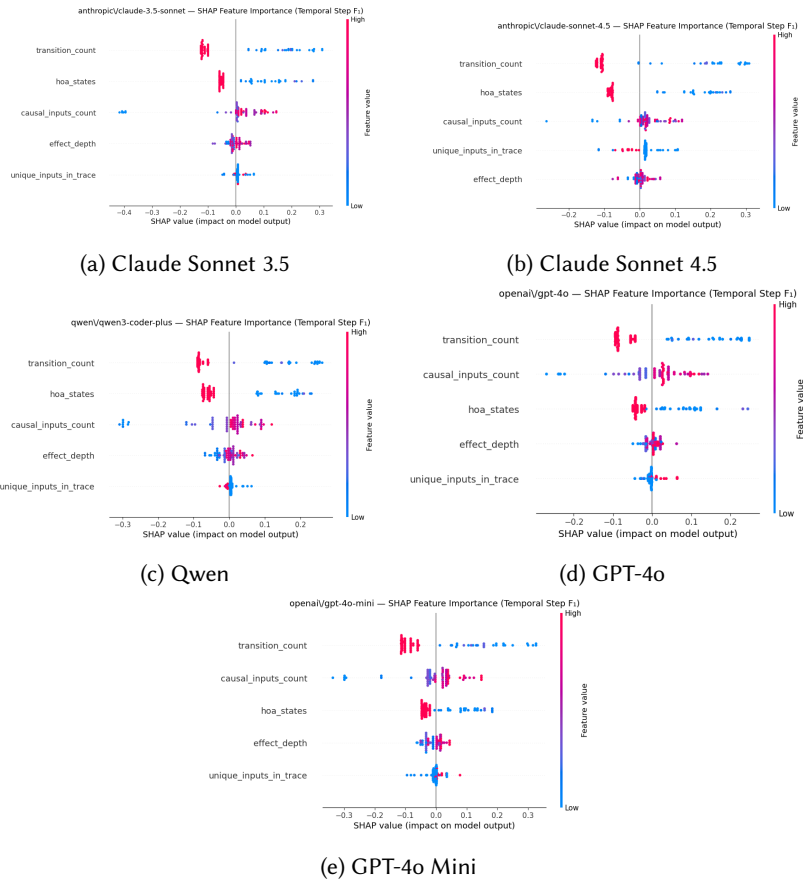 anthropic\/claude-3.5-sonnet — SHAP Feature Importance (Temporal Step F₁)
High
transition_count
hoa_states
causal_inputs_count
effect_depth
unique_inputs_in_trace
Feature value
Low
−0.4 −0.3 −0.2 −0.1 0.0 0.1 0.2 0.3
SHAP value (impact on model output)
(a) Claude Sonnet 3.5
anthropic\/claude-sonnet-4.5 — SHAP Feature Importance (Temporal Step F₁)
High
transition_count
hoa_states
causal_inputs_count
unique_inputs_in_trace
effect_depth
Feature value
Low
−0.2 −0.1 0.0 0.1 0.2 0.3
SHAP value (impact on model output)
(b) Claude Sonnet 4.5
qwen\/qwen3-coder-plus — SHAP Feature Importance (Temporal Step F₁)
High
transition_count
hoa_states
causal_inputs_count
effect_depth
unique_inputs_in_trace
Feature value
Low
−0.3 −0.2 −0.1 0.0 0.1 0.2
SHAP value (impact on model output)
(c) Qwen
openai\/gpt-4o — SHAP Feature Importance (Temporal Step F₁)
High
transition_count
causal_inputs_count
hoa_states
effect_depth
unique_inputs_in_trace
Feature value
Low
−0.2 −0.1 0.0 0.1 0.2
SHAP value (impact on model output)
(d) GPT-4o
openai\/gpt-4o-mini — SHAP Feature Importance (Temporal Step F₁)
High
transition_count
causal_inputs_count
hoa_states
effect_depth
unique_inputs_in_trace
Feature value
Low
−0.3 −0.2 −0.1 0.0 0.1 0.2 0.3
SHAP value (impact on model output)
(e) GPT-4o Mini